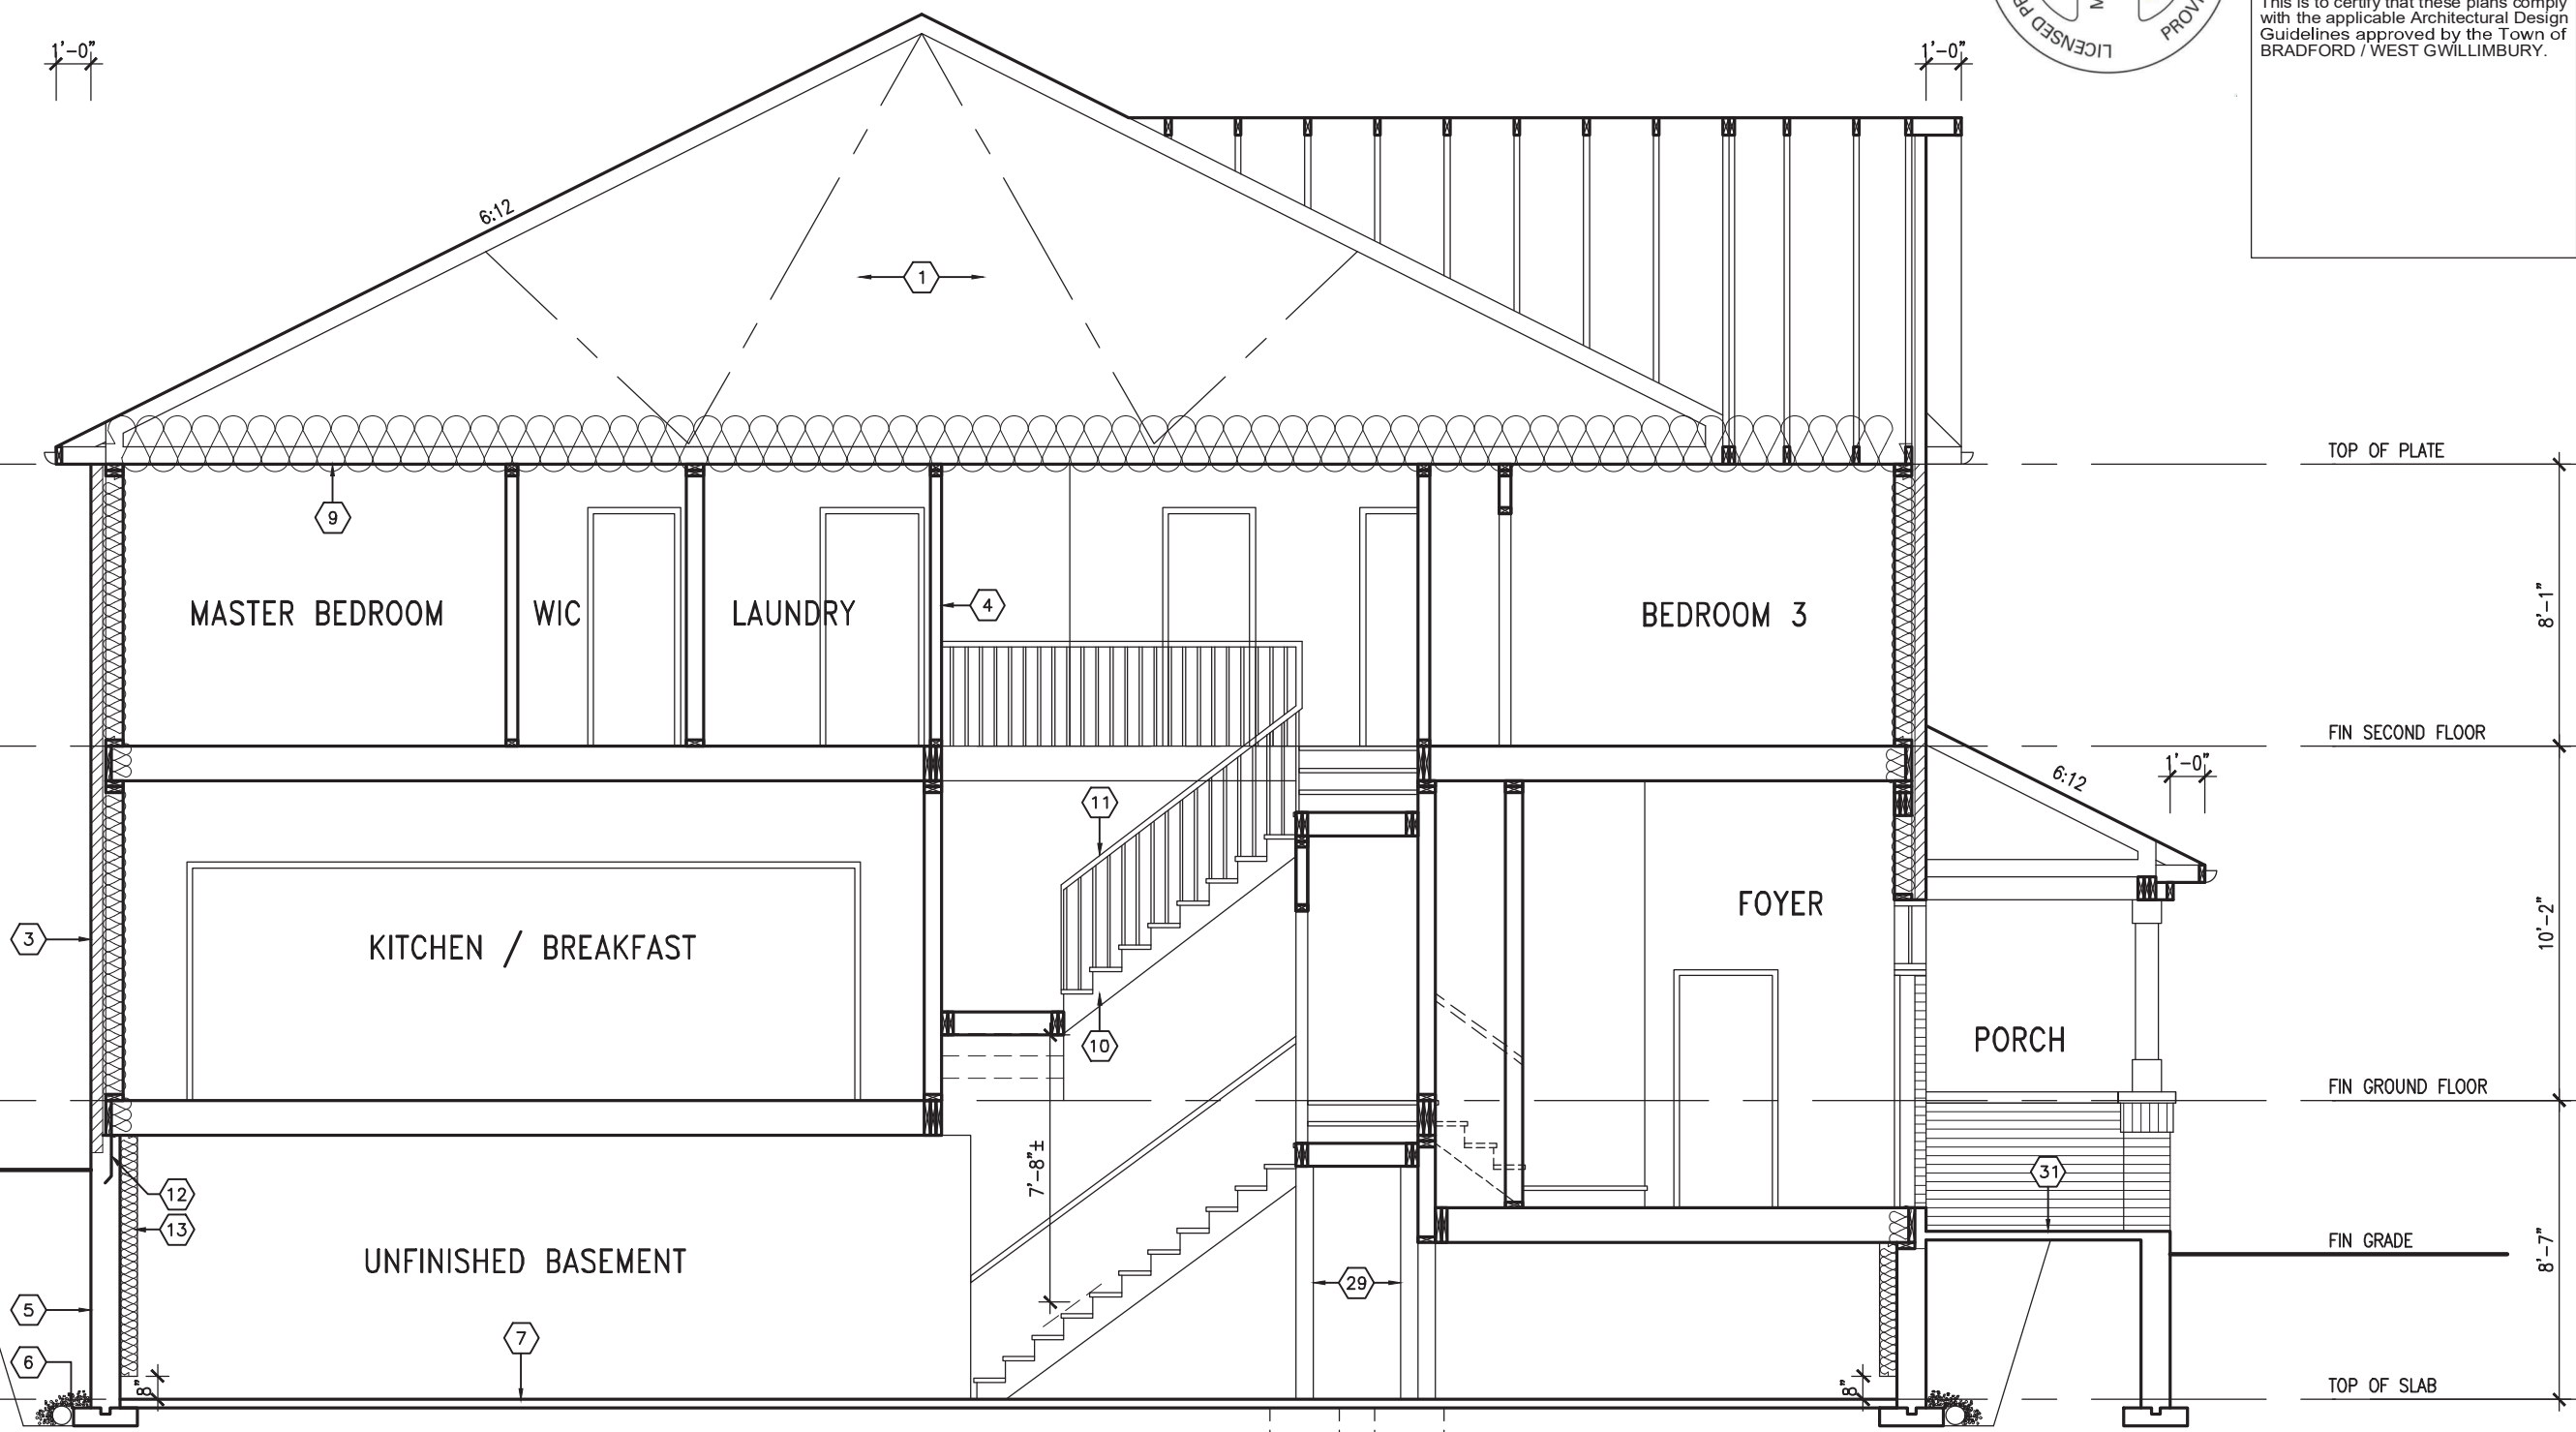 This is to certify that these plans comply
with the applicable Architectural Design
Guidelines approved by the Town of
BRADFORD / WEST GWILLIMBURY.
LICENSED
1'-0"
1'-0"
6:12
1
TOP OF PLATE
9
MASTER BEDROOM
WIC
LAUNDRY
4
BEDROOM 3
8'-1"
FIN SECOND FLOOR
1'-0"
6:12
11
FOYER
3
KITCHEN / BREAKFAST
10'-2"
10
PORCH
FIN GROUND FLOOR
7'-8"±
12
31
13
FIN GRADE
UNFINISHED BASEMENT
8'-7"
29
5
7
6
8"
8"
TOP OF SLAB